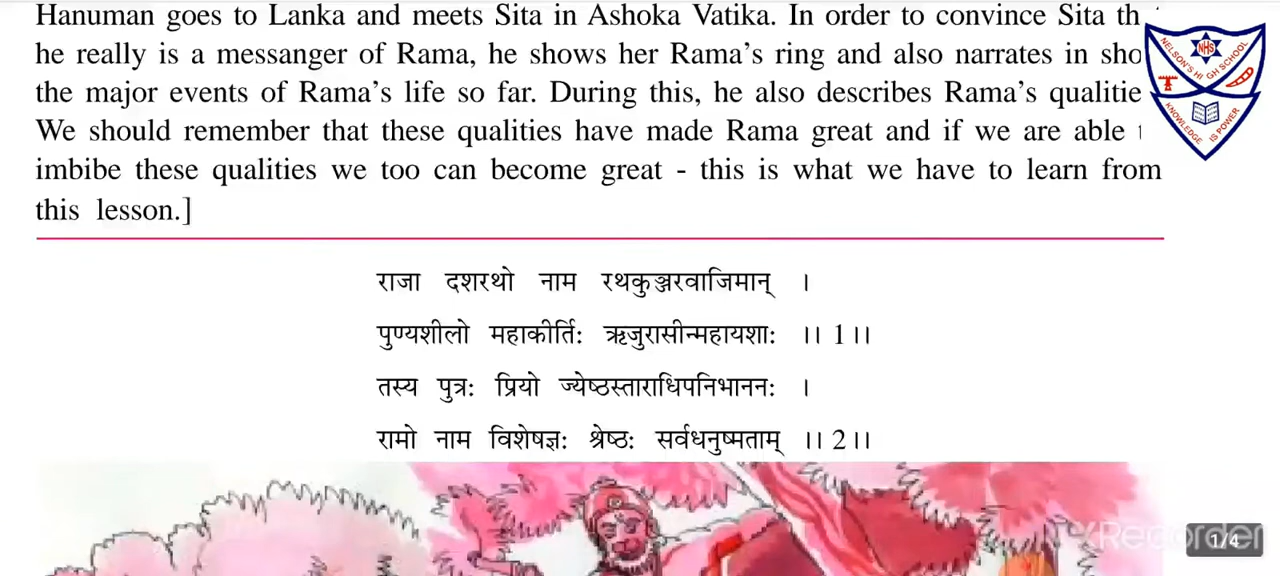 Hanuman goes to Lanka and meets Sita in Ashoka Vatika. In order to convince Sita
he really is a messanger of Rama, he shows her Rama's ring and also narrates in
the major events of Rama's life so far. During this, he also describes Rama's
We should remember that these qualities have made Rama great and if we are able
imbibe these qualities we too can become great - this is what we have to learn from
this lesson.]
राजा दशरथो नाम रथकुञ्जरवाजिमान् ।
पुण्यशीलो महाकीर्तिः ऋजुरासीन्महायशाः ।। 1।।
तस्य पुत्रः प्रियो ज्येष्ठस्ताराधिपनिभाननः ।
रामो नाम विशेषज्ञः श्रेष्ठः सर्वधनुष्मताम् ।। 2।।
NELSON'S HIGH SCHOOL
NHS
KNOWLEDGE IS POWER
XRecorder
1/4